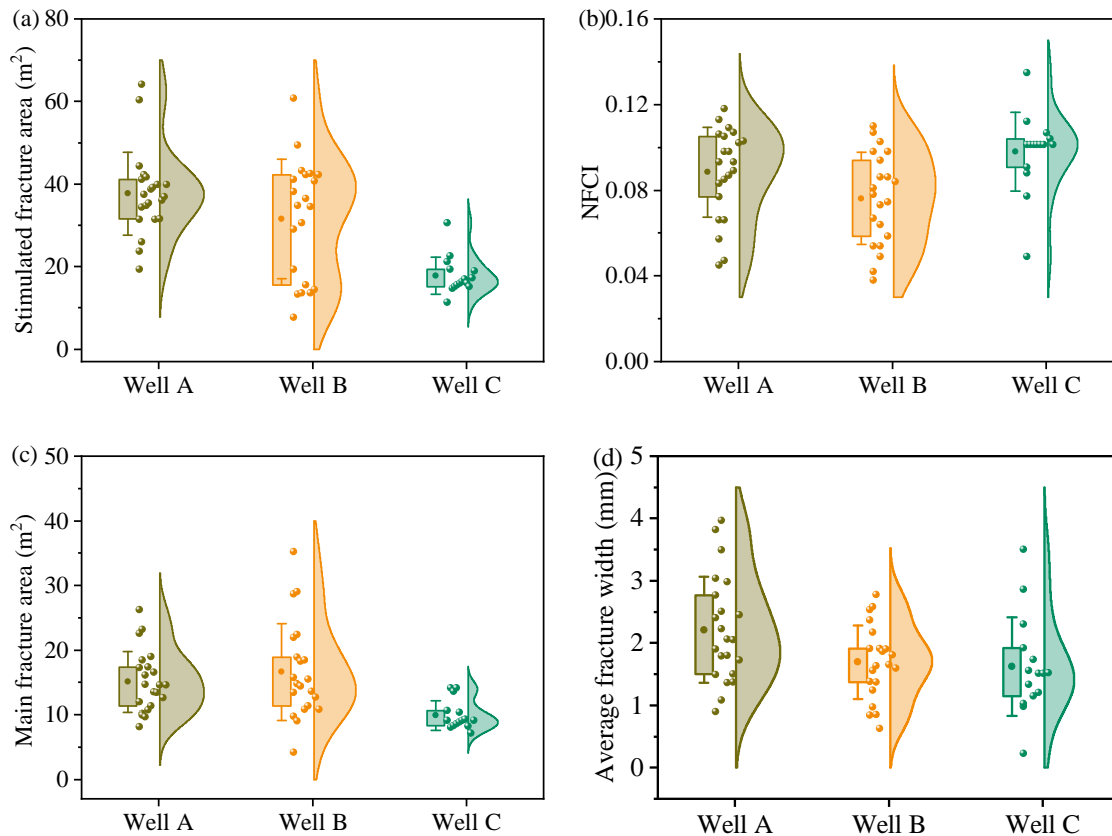 (a)
Stimulated fracture area (m²)
80
60
40
20
0
Well A Well B Well C
(b)
NFCI
0.16
0.12
0.08
0.04
0.00
Well A Well B Well C
(c)
Main fracture area (m²)
50
40
30
20
10
0
Well A Well B Well C
(d)
Average fracture width (mm)
5
4
3
2
1
0
Well A Well B Well C